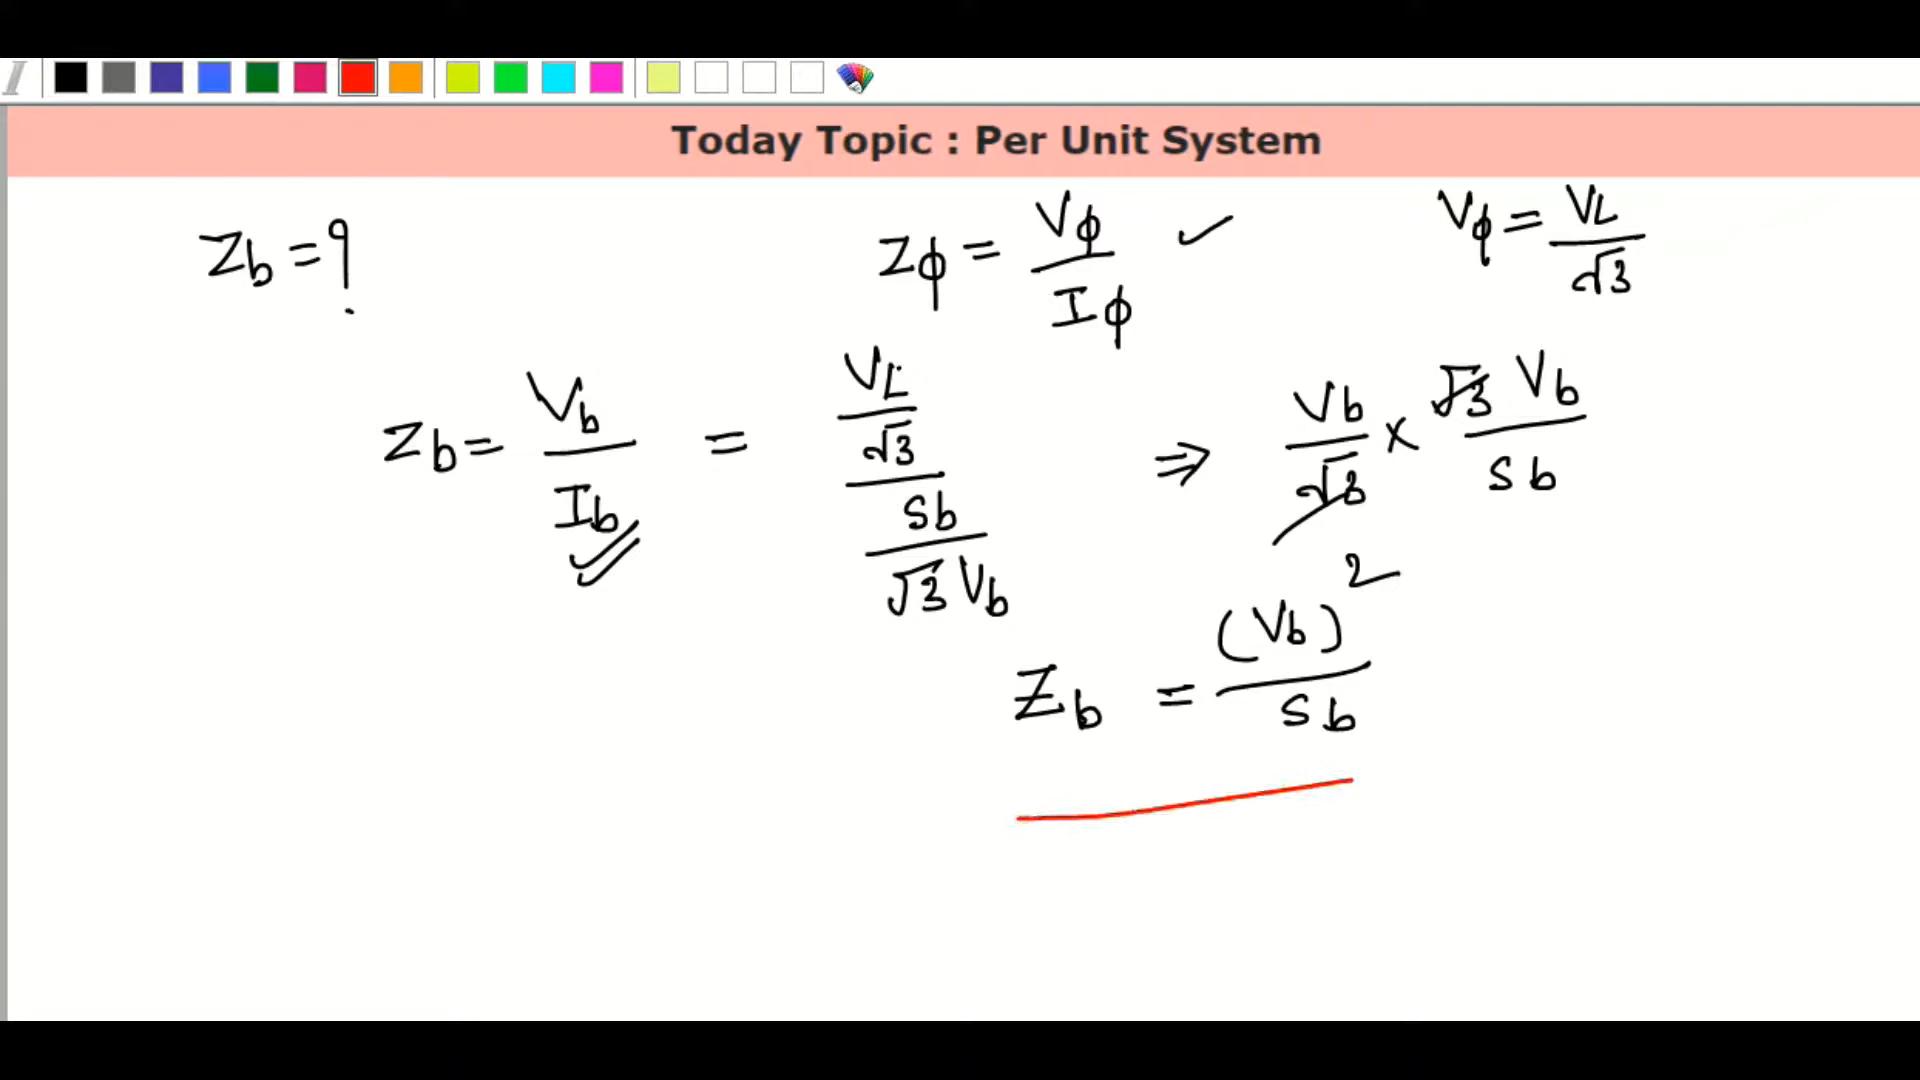 Today Topic : Per Unit System
Zb = ?
Zϕ = Vϕ / Iϕ ✓
Vϕ = VL / √3
Zb = Vb / Ib = (VL / √3) / (Sb / √3 Vb) ⇒ Vb / √3 × √3 Vb / Sb
Zb = (Vb)² / Sb